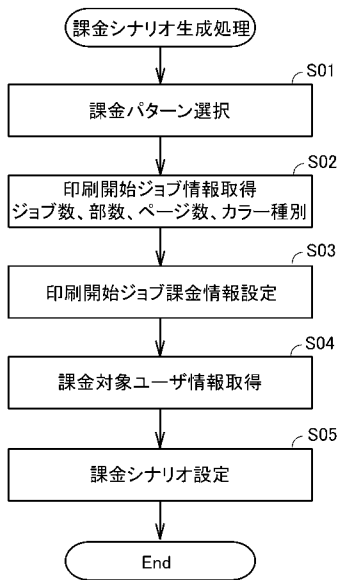 課金シナリオ生成処理
S01
課金パターン選択
S02
印刷開始ジョブ情報取得
ジョブ数、部数、ページ数、カラー種別
S03
印刷開始ジョブ課金情報設定
S04
課金対象ユーザ情報取得
S05
課金シナリオ設定
End